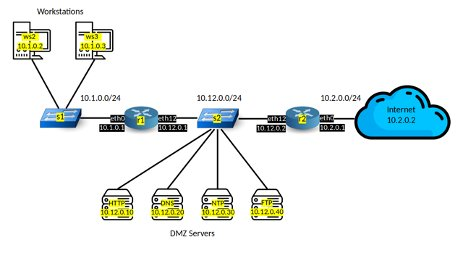 Workstations
ws2
10.1.0.2
ws3
10.1.0.3
10.1.0.0/24
10.12.0.0/24
10.2.0.0/24
s1
eth0
10.1.0.1
r1
eth12
10.12.0.1
s2
eth12
10.12.0.2
r2
eth0
10.2.0.1
Internet
10.2.0.2
HTTP
10.12.0.10
DNS
10.12.0.20
NTP
10.12.0.30
FTP
10.12.0.40
DMZ Servers